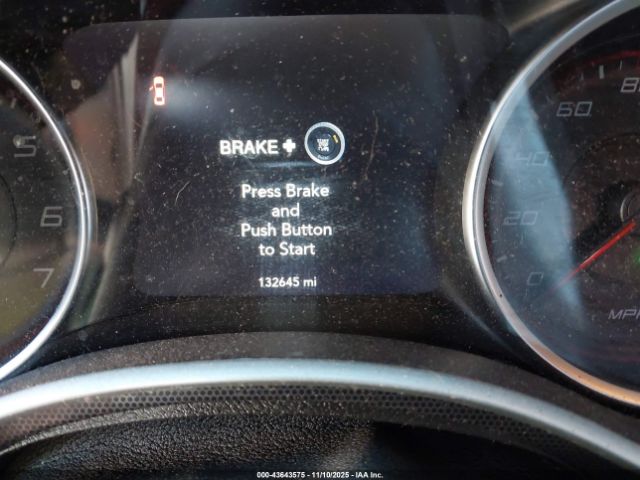 BRAKE +
Press Brake
and
Push Button
to Start
132645 mi
5
6
7
80
60
40
20
0
MPH
000-43643575 — 11/10/2025 — IAA Inc.